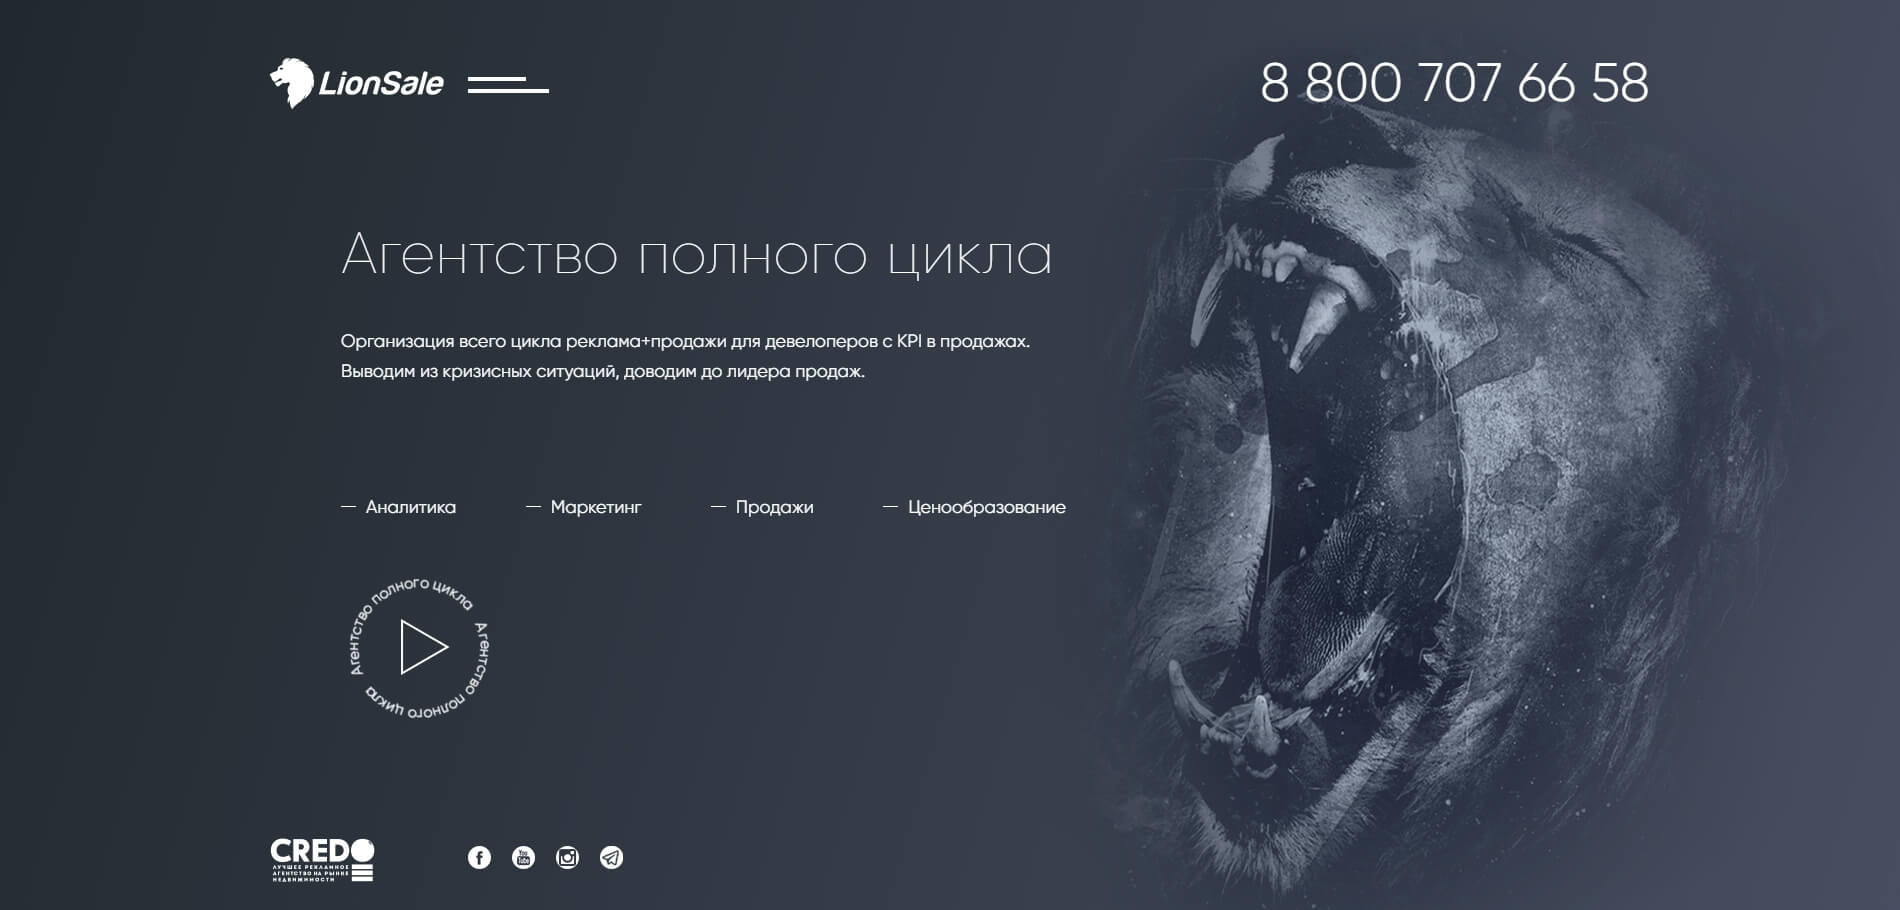 LionSale
8 800 707 66 58
Агентство полного цикла
Организация всего цикла реклама+продажи для девелоперов с KPI в продажах.
Выводим из кризисных ситуаций, доводим до лидера продаж.
Аналитика
Маркетинг
Продажи
Ценообразование
Агентство полного цикла
Агентство полного цикла
CREDO
ЛУЧШЕЕ РЕКЛАМНОЕ
АГЕНТСТВО НА РЫНКЕ
НЕДВИЖИМОСТИ
f
You
Tube